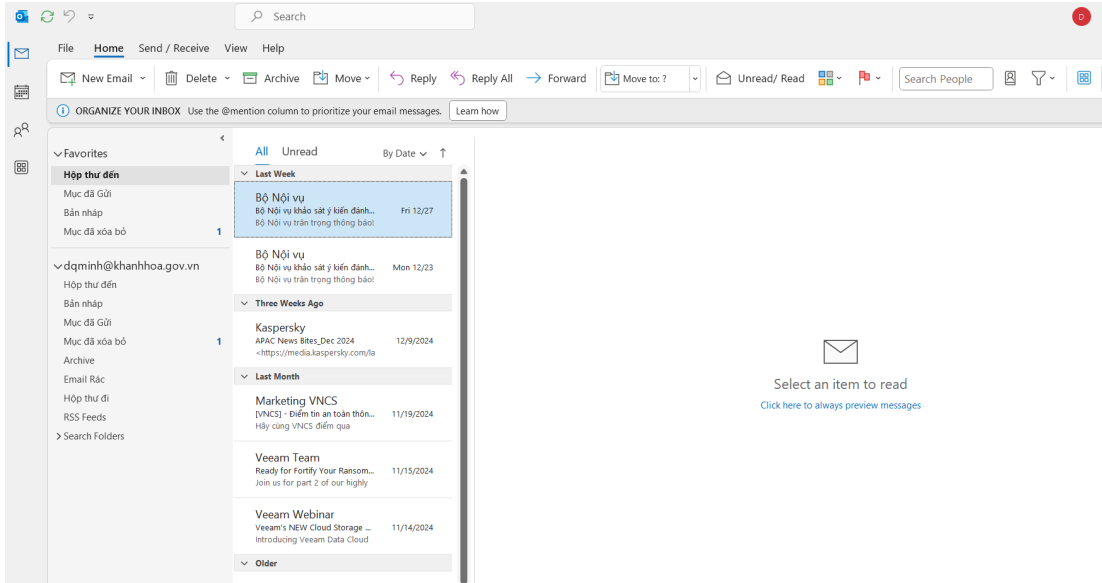 Search
D
File Home Send / Receive View Help
New Email Delete Archive Move Reply Reply All Forward Move to: ? Unread/ Read Search People
ORGANIZE YOUR INBOX Use the @mention column to prioritize your email messages. Learn how
Favorites
Hộp thư đến
Mục đã Gửi
Bản nháp
Mục đã xóa bỏ 1
dqminh@khanhhoa.gov.vn
Hộp thư đến
Bản nháp
Mục đã Gửi
Mục đã xóa bỏ 1
Archive
Email Rác
Hộp thư đi
RSS Feeds
Search Folders
All Unread By Date
Last Week
Bộ Nội vụ
Bộ Nội vụ khảo sát ý kiến đánh... Fri 12/27
Bộ Nội vụ trân trọng thông báo!
Bộ Nội vụ
Bộ Nội vụ khảo sát ý kiến đánh... Mon 12/23
Bộ Nội vụ trân trọng thông báo!
Three Weeks Ago
Kaspersky
APAC News Bites_Dec 2024 12/9/2024
<https://media.kaspersky.com/la
Last Month
Marketing VNCS
[VNCS] - Điểm tin an toàn thôn... 11/19/2024
Hãy cùng VNCS điểm qua
Veeam Team
Ready for Fortify Your Ransom... 11/15/2024
Join us for part 2 of our highly
Veeam Webinar
Veeam's NEW Cloud Storage ... 11/14/2024
Introducing Veeam Data Cloud
Older
Select an item to read
Click here to always preview messages